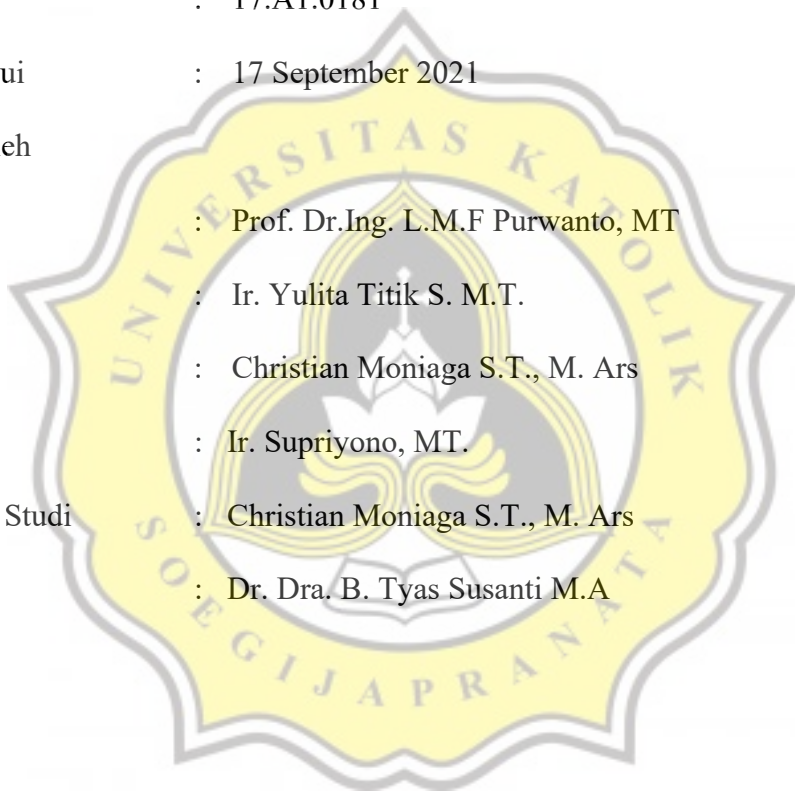 : 17.A1.0181
ui : 17 September 2021
eh
: Prof. Dr.Ing. L.M.F Purwanto, MT
: Ir. Yulita Titik S. M.T.
: Christian Moniaga S.T., M. Ars
: Ir. Supriyono, MT.
Studi : Christian Moniaga S.T., M. Ars
: Dr. Dra. B. Tyas Susanti M.A
UNIVERSITAS KATOLIK
SOEGIJAPRANATA